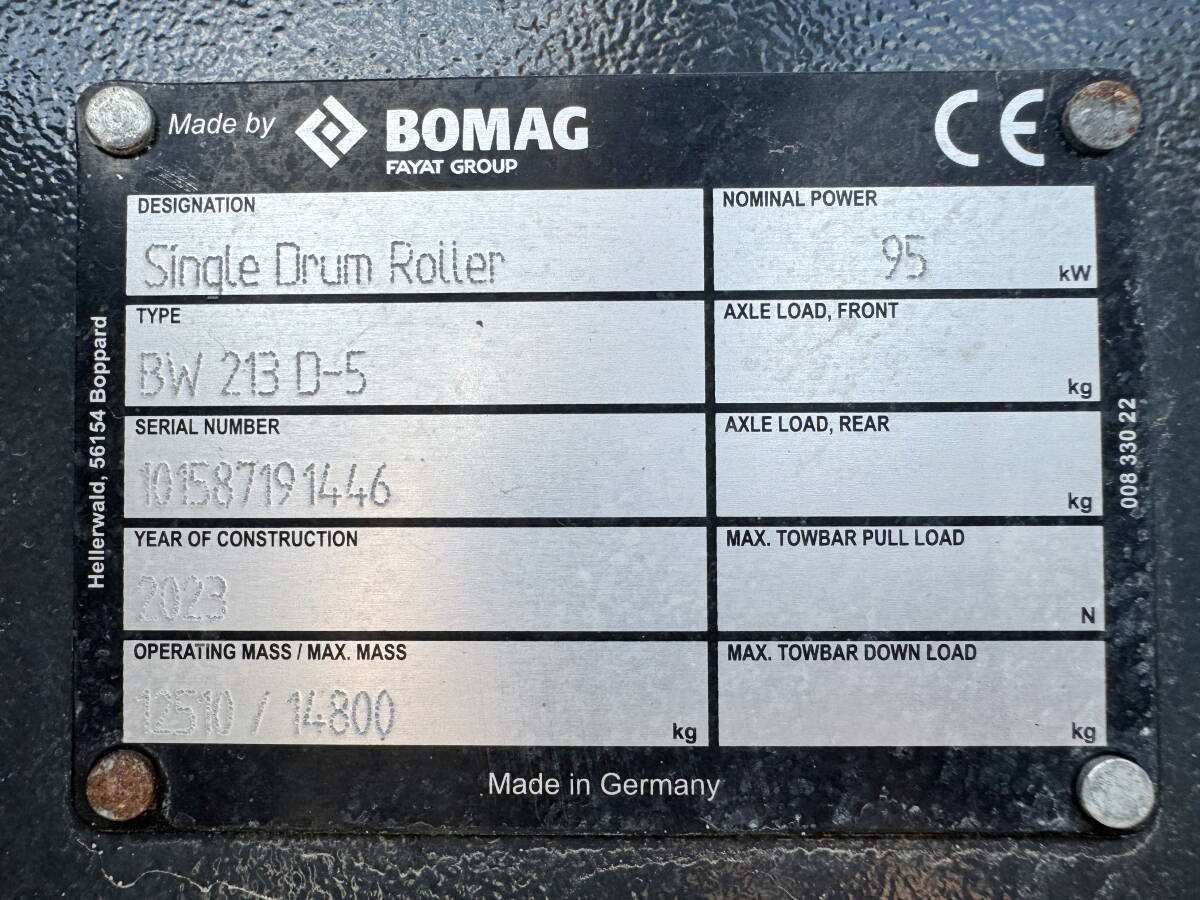 Made by BOMAG
FAYAT GROUP
CE
DESIGNATION
Single Drum Roller
NOMINAL POWER
95 kW
TYPE
BW 213 D-5
AXLE LOAD, FRONT
kg
SERIAL NUMBER
101587191446
AXLE LOAD, REAR
kg
YEAR OF CONSTRUCTION
2023
MAX. TOWBAR PULL LOAD
N
OPERATING MASS / MAX. MASS
12510 / 14800 kg
MAX. TOWBAR DOWN LOAD
kg
Made in Germany
Hellerwald, 56154 Boppard
008 330 22